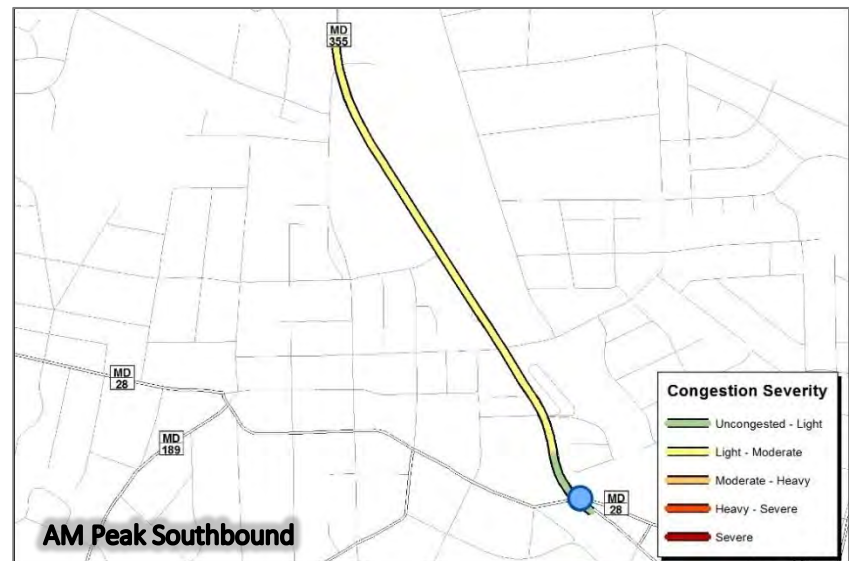 MD
355
MD
28
MD
189
MD
28
Congestion Severity
Uncongested - Light
Light - Moderate
Moderate - Heavy
Heavy - Severe
Severe
AM Peak Southbound